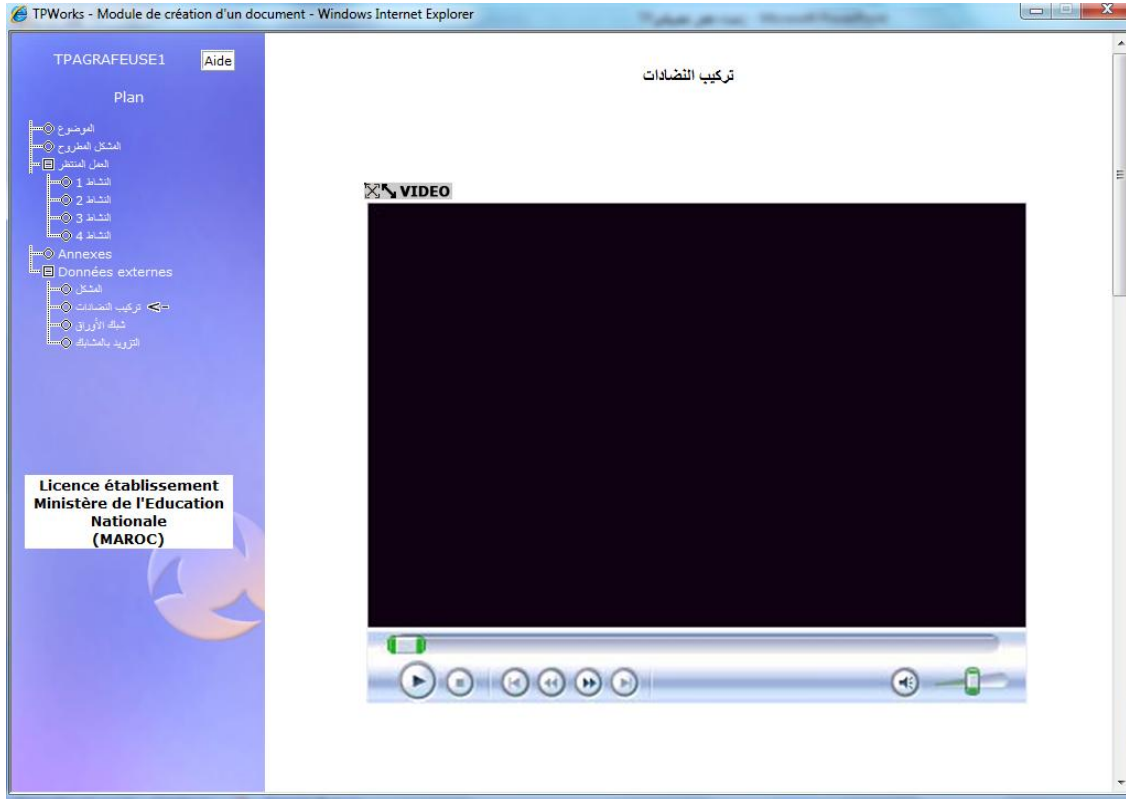 TPWorks - Module de création d'un document - Windows Internet Explorer
TPAGRAFEUSE1
Aide
Plan
الموضوع
المشكل المطروح
العمل المنتظر
النشاط 1
النشاط 2
النشاط 3
النشاط 4
Annexes
Données externes
المشكل
تركيب النضادات
شبك الأوراق
التزويد بالمشابك
Licence établissement
Ministère de l'Education
Nationale
(MAROC)
تركيب النضادات
VIDEO